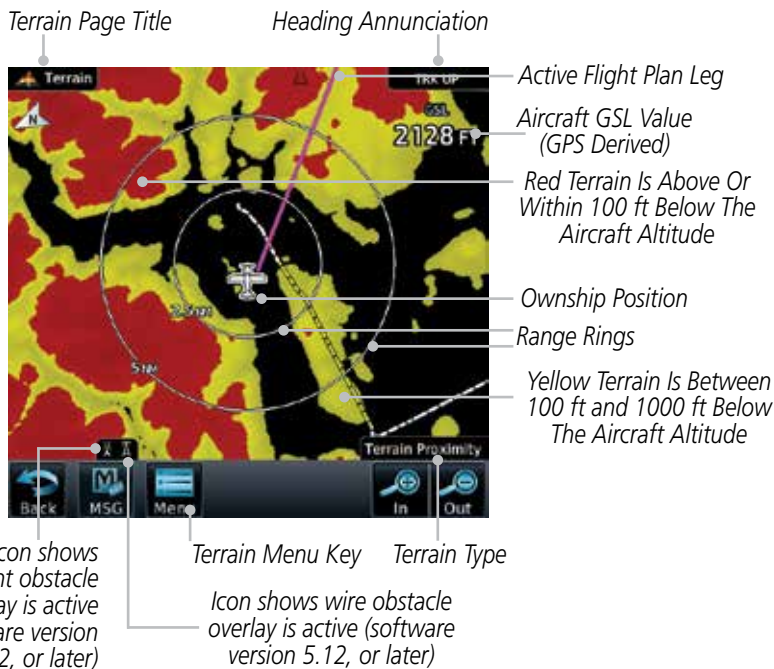 Terrain Page Title
Heading Annunciation
Terrain
TRK UP
Active Flight Plan Leg
N
GSL
2128 FT
Aircraft GSL Value
(GPS Derived)
Red Terrain Is Above Or
Within 100 ft Below The
Aircraft Altitude
Ownship Position
2.5NM
Range Rings
5NM
Yellow Terrain Is Between
100 ft and 1000 ft Below
The Aircraft Altitude
Terrain Proximity
Back
MSG
Menu
In
Out
con shows
nt obstacle
ay is active
are version
2, or later)
Terrain Menu Key
Terrain Type
Icon shows wire obstacle
overlay is active (software
version 5.12, or later)